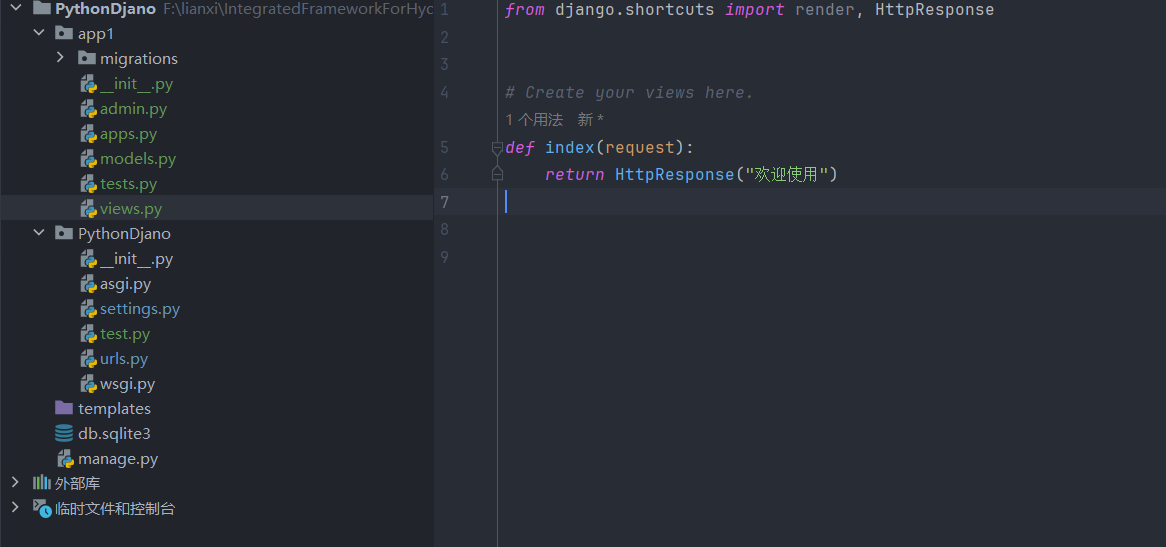 PythonDjano F:\lianxi\IntegratedFrameworkForHyd
app1
migrations
__init__.py
admin.py
apps.py
models.py
tests.py
views.py
PythonDjano
__init__.py
asgi.py
settings.py
test.py
urls.py
wsgi.py
templates
db.sqlite3
manage.py
外部库
临时文件和控制台
1 from django.shortcuts import render, HttpResponse
2
3
4 # Create your views here.
1 个用法 新 *
5 def index(request):
6 return HttpResponse("欢迎使用")
7
8
9